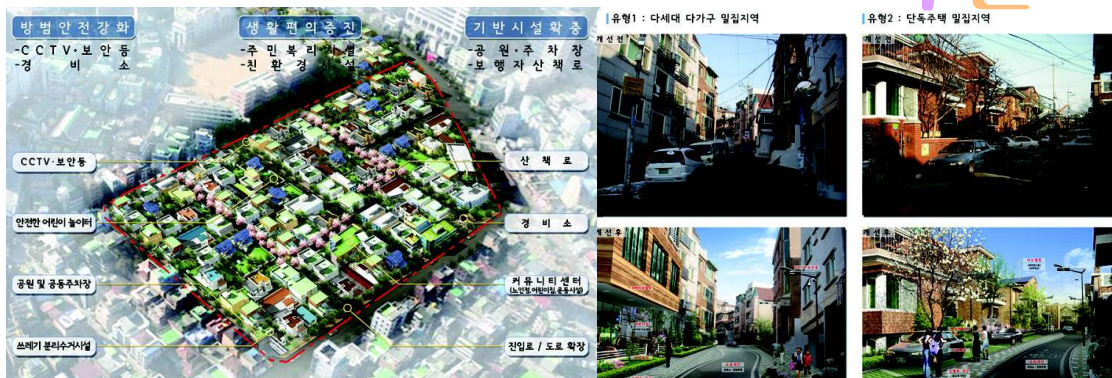 방범안전강화
-CCTV·보안등
-경비소
생활편의증진
-주민복리시설
-친환경시설
기반시설확충
-공원·주차장
-보행자산책로
CCTV·보안등
안전한 어린이 놀이터
공원 및 공동주차장
쓰레기 분리수거시설
산책로
경비소
커뮤니티센터
(노인정,어린이집,운동시설)
진입로 / 도로 확장
유형1 : 다세대 다가구 밀집지역
개선전
개선후
유형2 : 단독주택 밀집지역
개선전
개선후